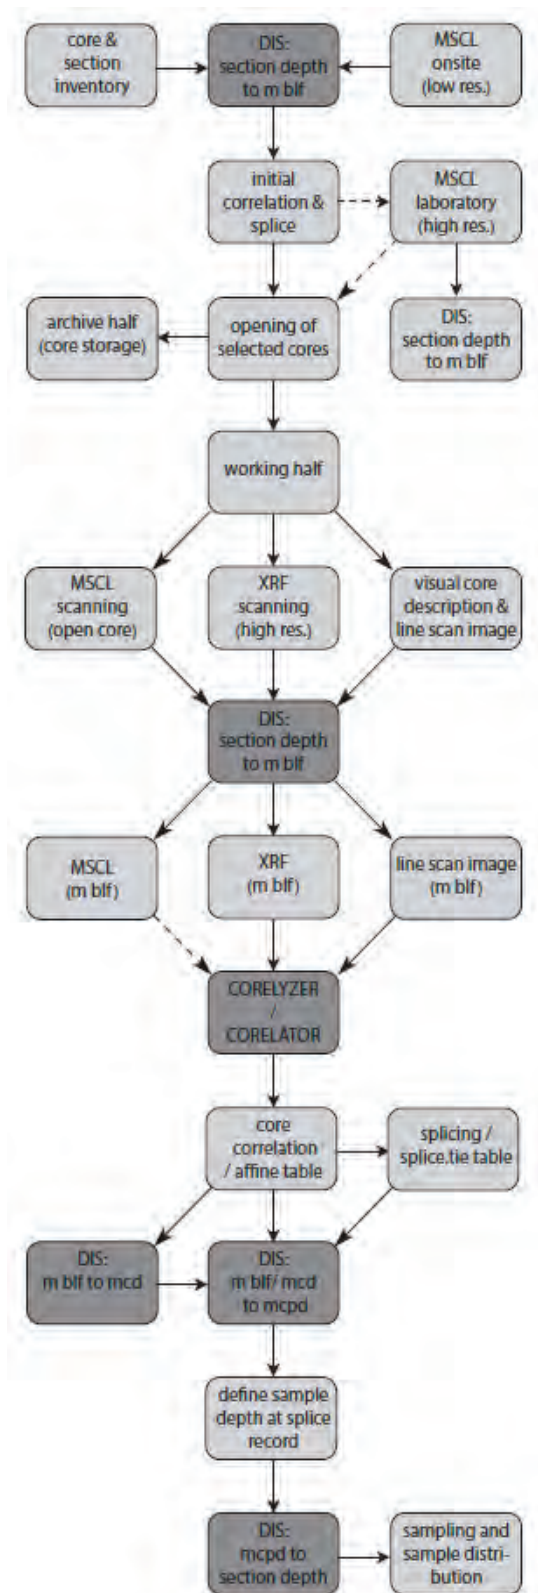 core &
section
inventory
DIS:
section depth
to m blf
MSCL
onsite
(low res.)
initial
correlation &
splice
MSCL
laboratory
(high res.)
archive half
(core storage)
opening of
selected cores
DIS:
section depth
to m blf
working half
MSCL
scanning
(open core)
XRF
scanning
(high res.)
visual core
description &
line scan image
DIS:
section depth
to m blf
MSCL
(m blf)
XRF
(m blf)
line scan image
(m blf)
CORELYZER
/
CORELATOR
core
correlation
/ affine table
splicing /
splice.tie table
DIS:
m blf to mcd
DIS:
m blf/ mcd
to mcpd
define sample
depth at splice
record
DIS:
mcpd to
section depth
sampling and
sample distri-
bution